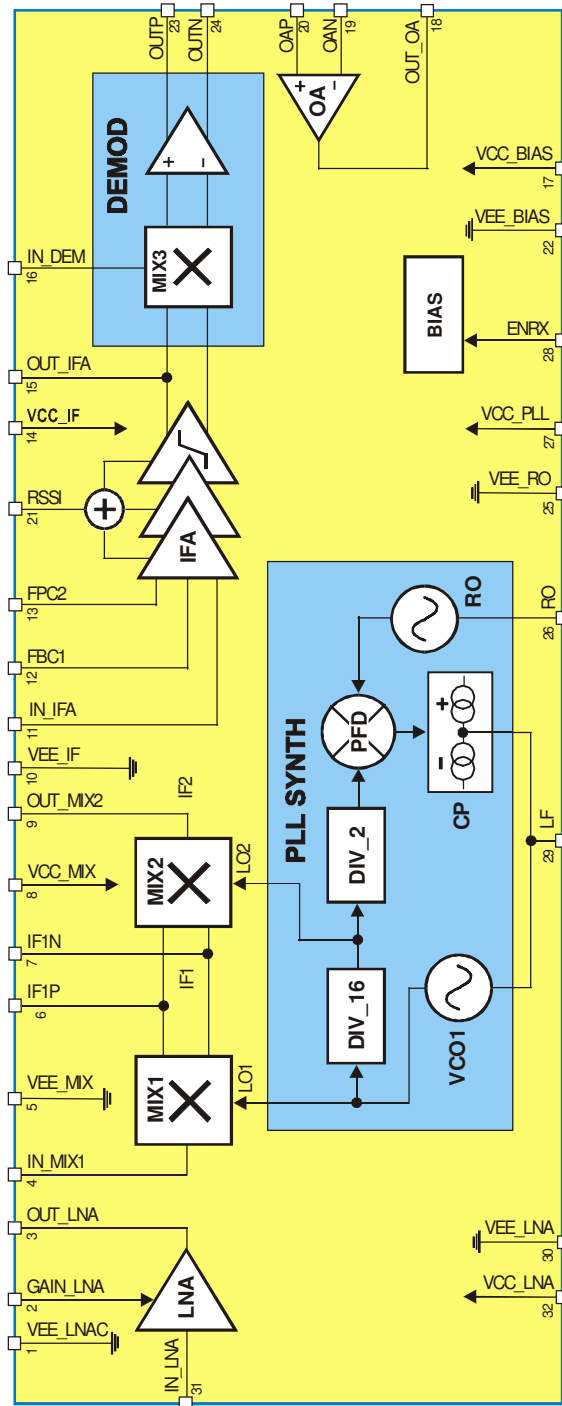 VEE_LNAC
1
GAIN_LNA
2
OUT_LNA
3
IN_MIX1
4
VEE_MIX
5
IF1P
6
IF1N
7
VCC_MIX
8
OUT_MIX2
9
VEE_IF
10
IN_IFA
11
FBC1
12
FPC2
13
RSSI
21
VCC_IF
14
OUT_IFA
15
IN_DEM
16
IN_LNA
31
LNA
MIX1
LO1
IF1
MIX2
LO2
IF2
IFA
+
DEMOD
MIX3
+
−
OUTP
23
OUTN
24
OA
+
−
OAP
20
OAN
19
OUT_OA
18
PLL SYNTH
DIV_16
DIV_2
PFD
RO
VCO1
CP
− +
BIAS
VCC_LNA
32
VEE_LNA
30
LF
29
RO
26
VEE_RO
25
VCC_PLL
27
ENRX
28
VEE_BIAS
22
VCC_BIAS
17